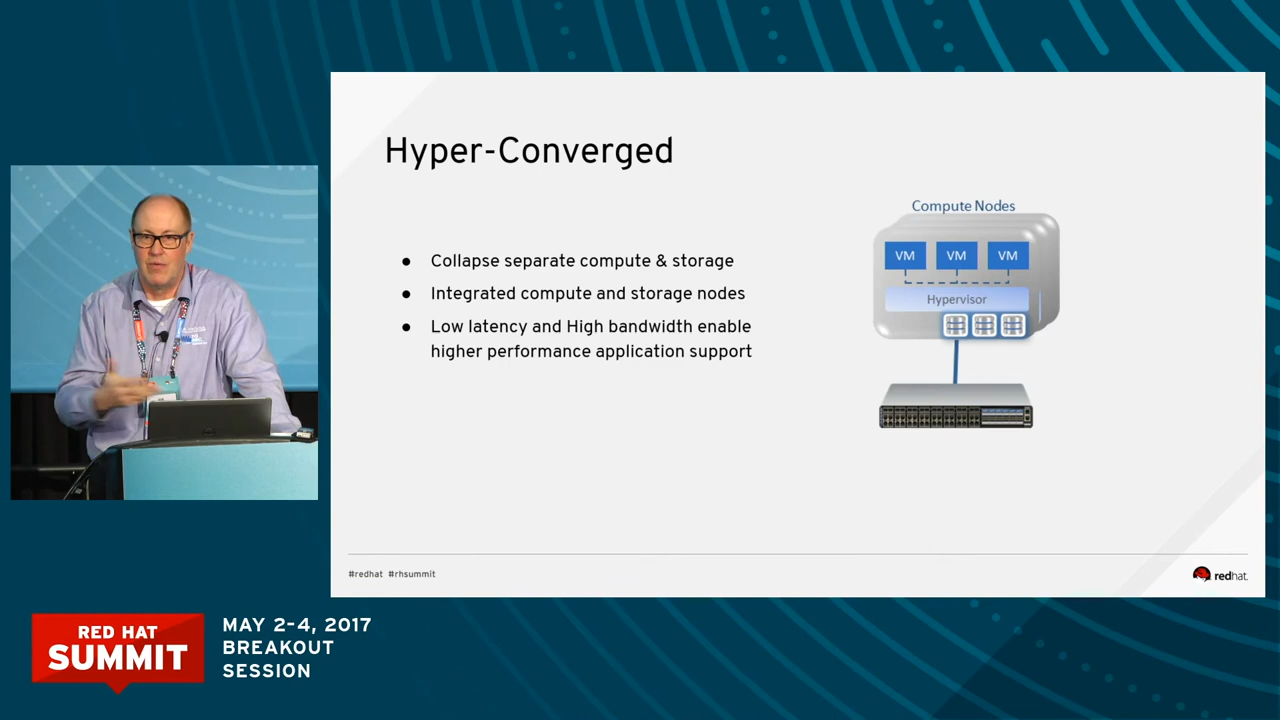 Hyper-Converged
● Collapse separate compute & storage
● Integrated compute and storage nodes
● Low latency and High bandwidth enable
higher performance application support
Compute Nodes
VM VM VM
Hypervisor
#redhat #rhsummit
redhat.
RED HAT
SUMMIT
MAY 2-4, 2017
BREAKOUT
SESSION